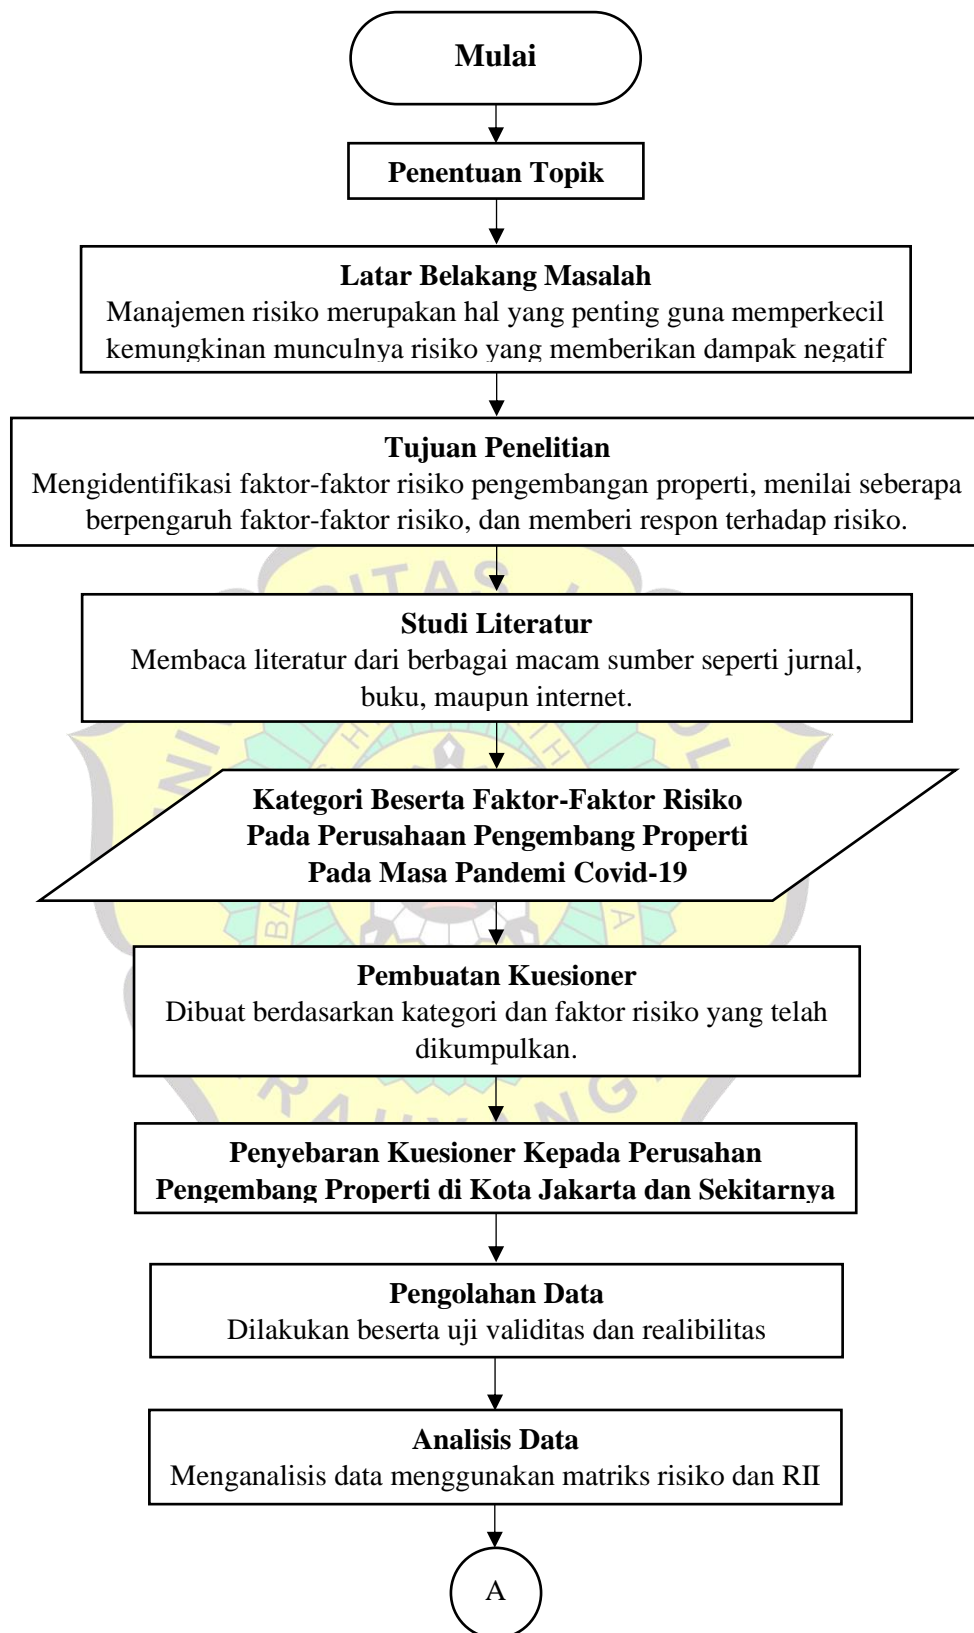 Mulai
Penentuan Topik
Latar Belakang Masalah
Manajemen risiko merupakan hal yang penting guna memperkecil
kemungkinan munculnya risiko yang memberikan dampak negatif
Tujuan Penelitian
Mengidentifikasi faktor-faktor risiko pengembangan properti, menilai seberapa
berpengaruh faktor-faktor risiko, dan memberi respon terhadap risiko.
Studi Literatur
Membaca literatur dari berbagai macam sumber seperti jurnal,
buku, maupun internet.
Kategori Beserta Faktor-Faktor Risiko
Pada Perusahaan Pengembang Properti
Pada Masa Pandemi Covid-19
Pembuatan Kuesioner
Dibuat berdasarkan kategori dan faktor risiko yang telah
dikumpulkan.
Penyebaran Kuesioner Kepada Perusahan
Pengembang Properti di Kota Jakarta dan Sekitarnya
Pengolahan Data
Dilakukan beserta uji validitas dan realibilitas
Analisis Data
Menganalisis data menggunakan matriks risiko dan RII
A